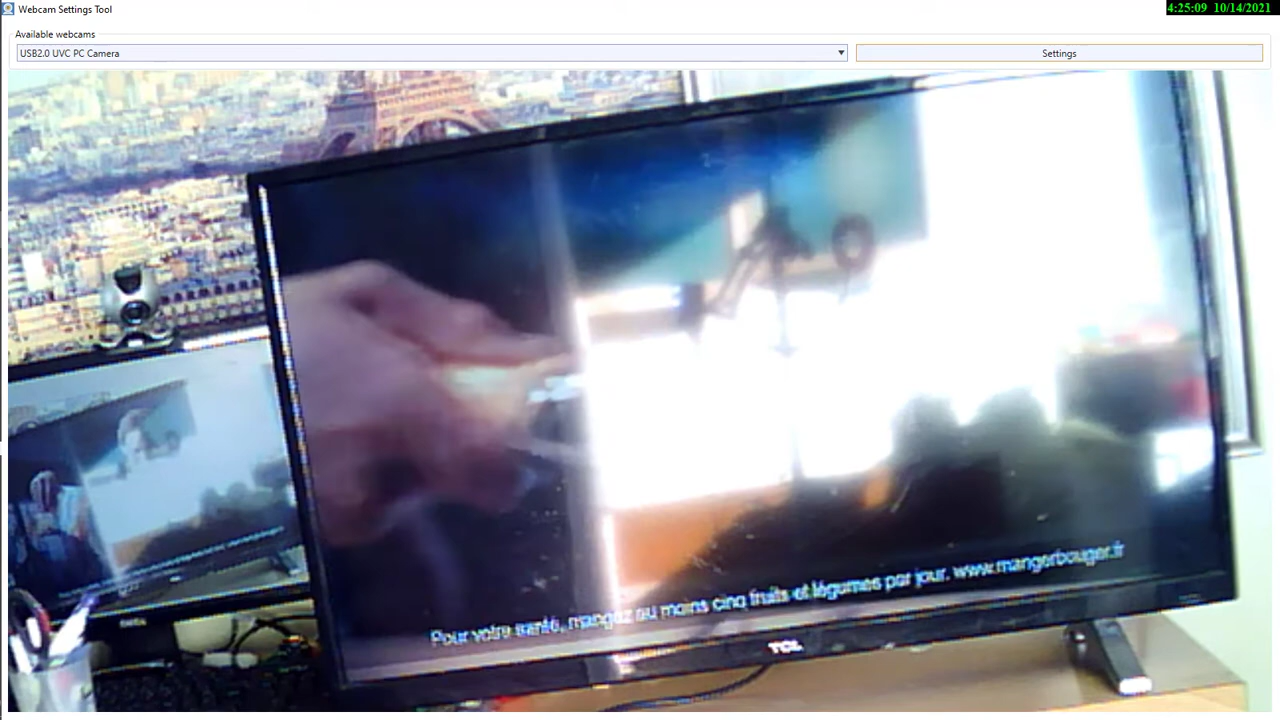 Webcam Settings Tool
4:25:09 10/14/2021
Available webcams
USB2.0 UVC PC Camera
Settings
Pour votre santé, mangez au moins cinq fruits et légumes par jour. www.mangerbouger.fr
TCL